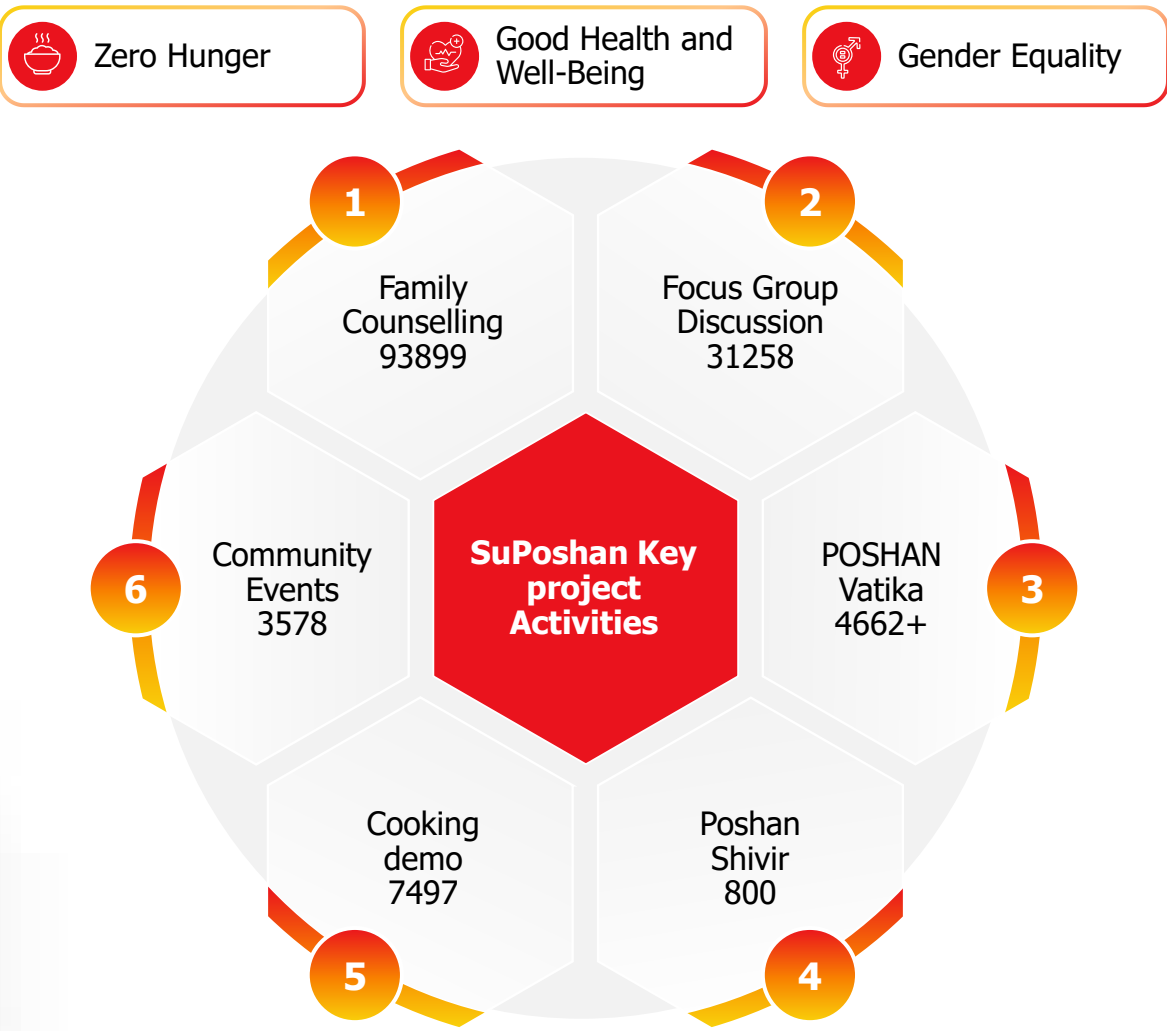 Zero Hunger
Good Health and
Well-Being
Gender Equality
1
Family
Counselling
93899
2
Focus Group
Discussion
31258
3
POSHAN
Vatika
4662+
SuPoshan Key
project
Activities
6
Community
Events
3578
5
Cooking
demo
7497
4
Poshan
Shivir
800